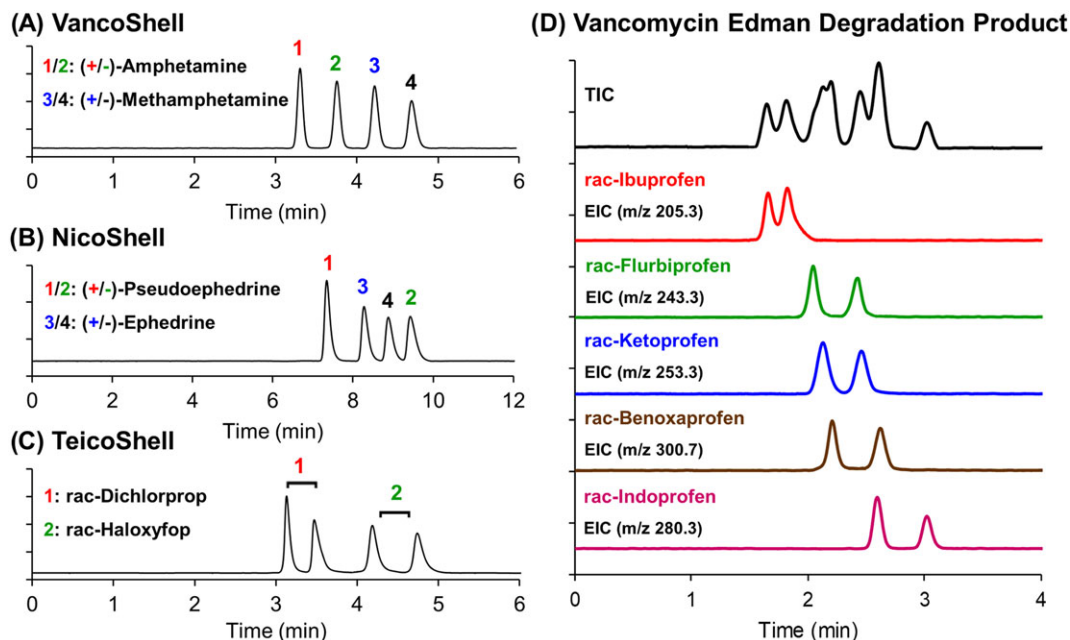 (A) VancoShell
1/2: (+/-)-Amphetamine
3/4: (+/-)-Methamphetamine
1
2
3
4
0 1 2 3 4 5 6
Time (min)
(B) NicoShell
1/2: (+/-)-Pseudoephedrine
3/4: (+/-)-Ephedrine
1
3
4
2
0 2 4 6 8 10 12
Time (min)
(C) TeicoShell
1: rac-Dichlorprop
2: rac-Haloxyfop
1
2
0 1 2 3 4 5 6
Time (min)
(D) Vancomycin Edman Degradation Product
TIC
rac-Ibuprofen
EIC (m/z 205.3)
rac-Flurbiprofen
EIC (m/z 243.3)
rac-Ketoprofen
EIC (m/z 253.3)
rac-Benoxaprofen
EIC (m/z 300.7)
rac-Indoprofen
EIC (m/z 280.3)
0 1 2 3 4
Time (min)